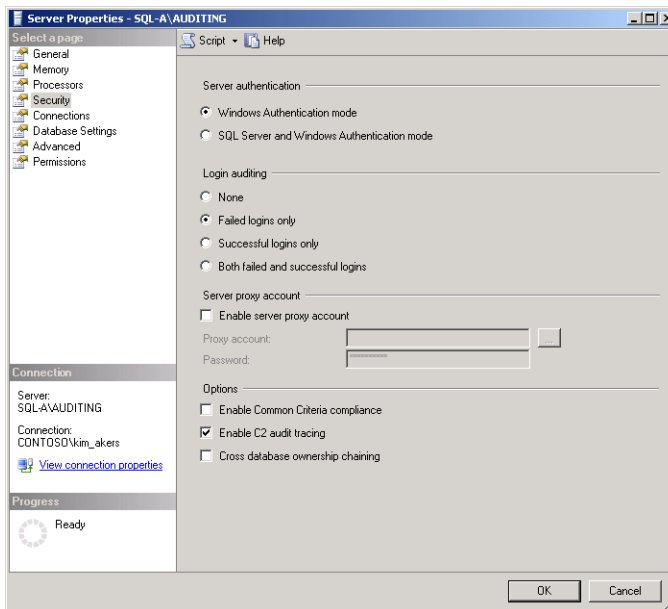 Server Properties - SQL-A\AUDITING
Select a page
General
Memory
Processors
Security
Connections
Database Settings
Advanced
Permissions
Connection
Server:
SQL-A\AUDITING
Connection:
CONTOSO\kim_akers
View connection properties
Progress
Ready
Script Help
Server authentication
Windows Authentication mode
SQL Server and Windows Authentication mode
Login auditing
None
Failed logins only
Successful logins only
Both failed and successful logins
Server proxy account
Enable server proxy account
Proxy account:
...
Password:
Options
Enable Common Criteria compliance
Enable C2 audit tracing
Cross database ownership chaining
OK Cancel